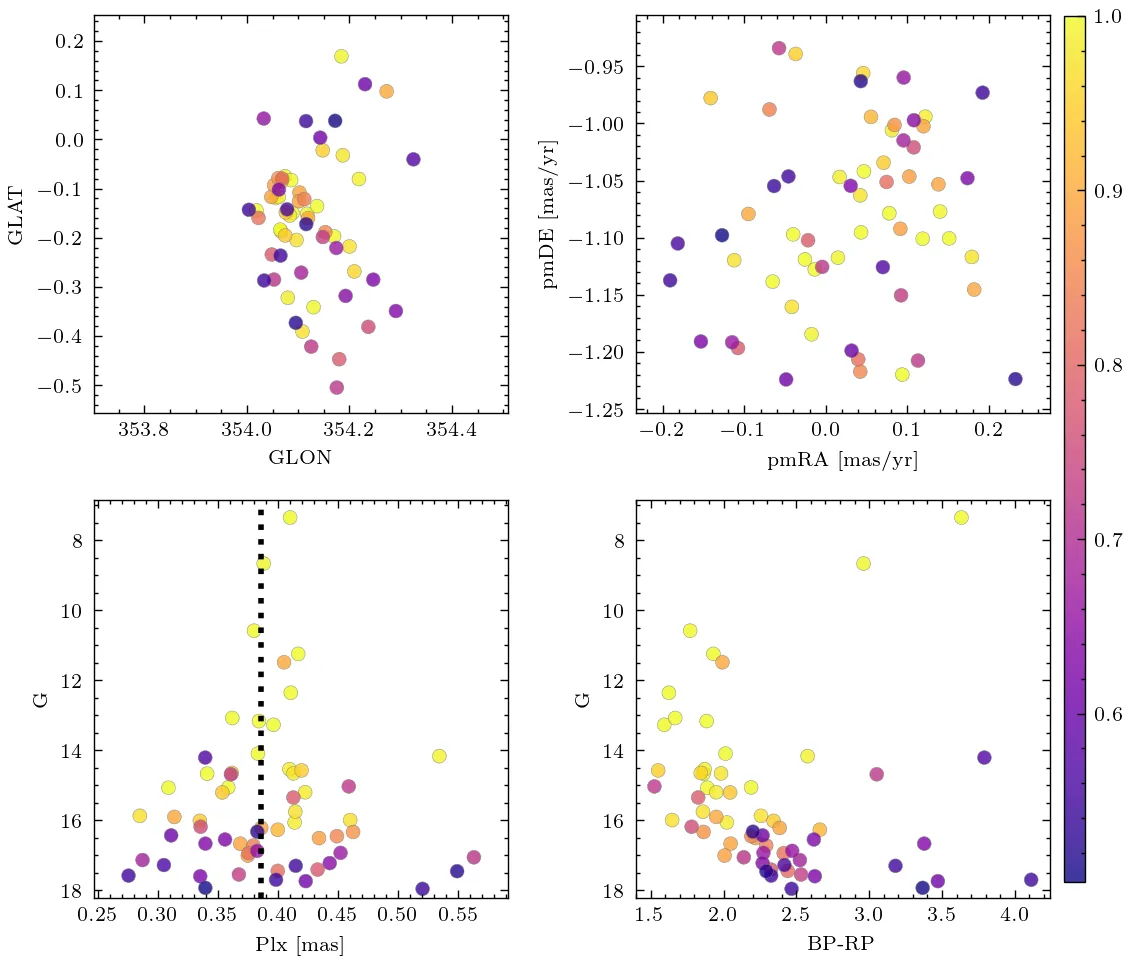 0.2
0.1
0.0
−0.1
−0.2
−0.3
−0.4
−0.5
GLAT
353.8 354.0 354.2 354.4
GLON
−0.95
−1.00
−1.05
−1.10
−1.15
−1.20
−1.25
pmDE [mas/yr]
−0.2 −0.1 0.0 0.1 0.2
pmRA [mas/yr]
8
10
12
14
16
18
G
0.25 0.30 0.35 0.40 0.45 0.50 0.55
Plx [mas]
8
10
12
14
16
18
G
1.5 2.0 2.5 3.0 3.5 4.0
BP-RP
1.0
0.9
0.8
0.7
0.6